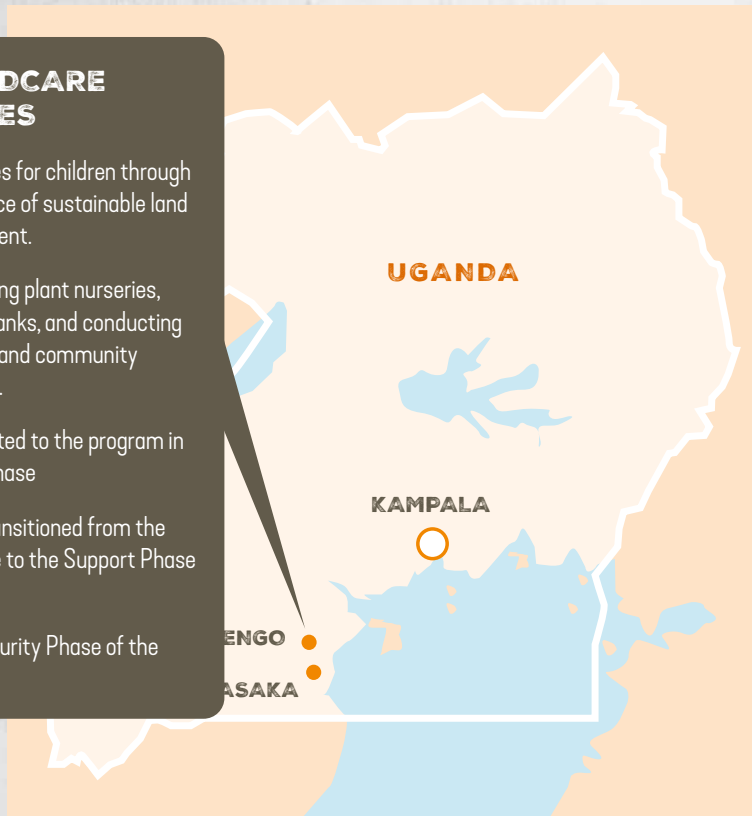 DCARE
ES
es for children through
ce of sustainable land
ent.
ng plant nurseries,
anks, and conducting
and community
.
ted to the program in
hase
nsitioned from the
e to the Support Phase
urity Phase of the
UGANDA
KAMPALA
ENGO
ASAKA